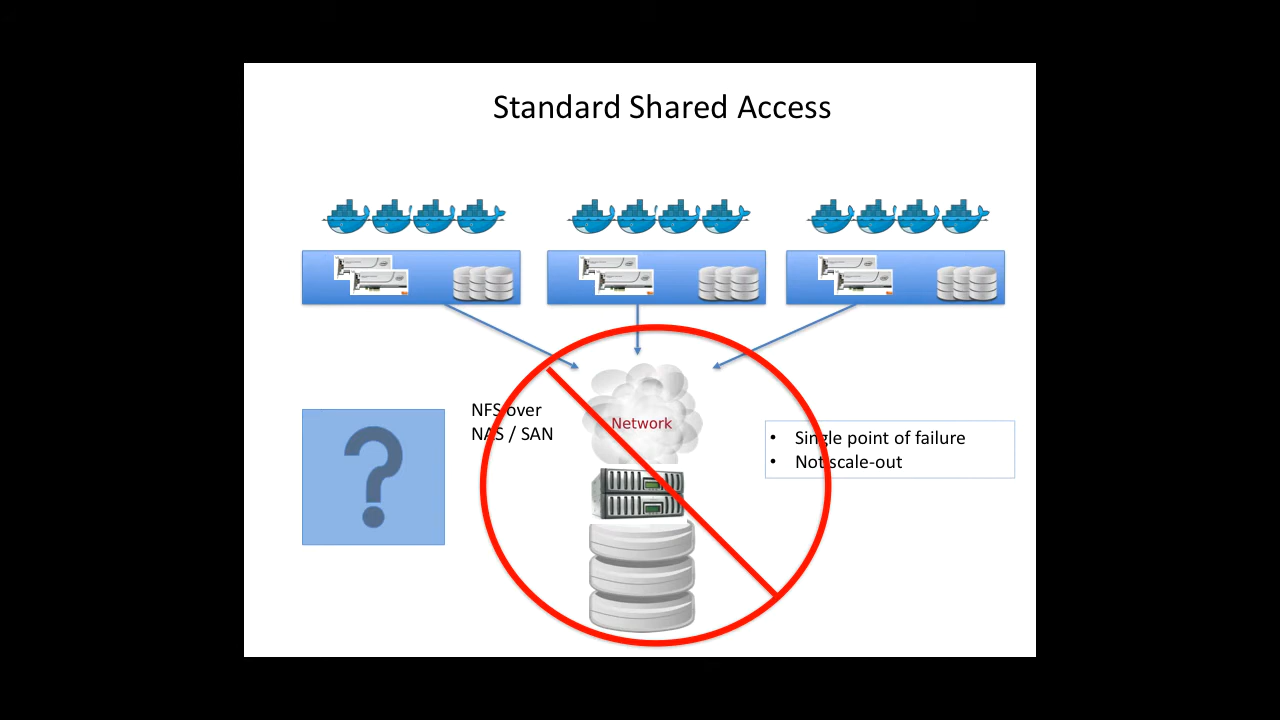 Standard Shared Access
NFS over
NAS / SAN
Network
• Single point of failure
• Not scale-out
?